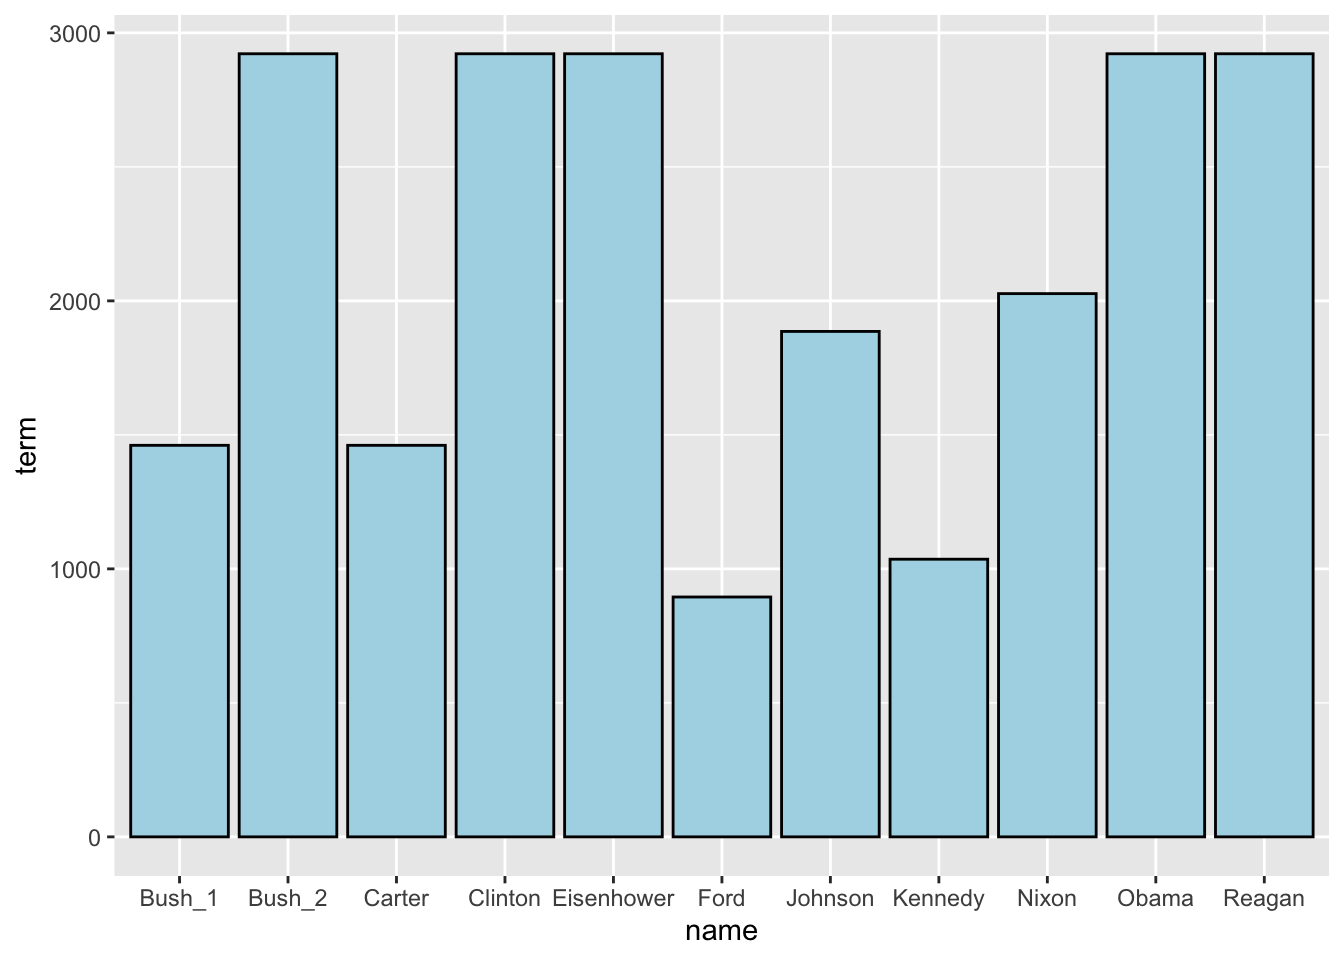 3000
2000
1000
0
term
Bush_1 Bush_2 Carter Clinton Eisenhower Ford Johnson Kennedy Nixon Obama Reagan
name